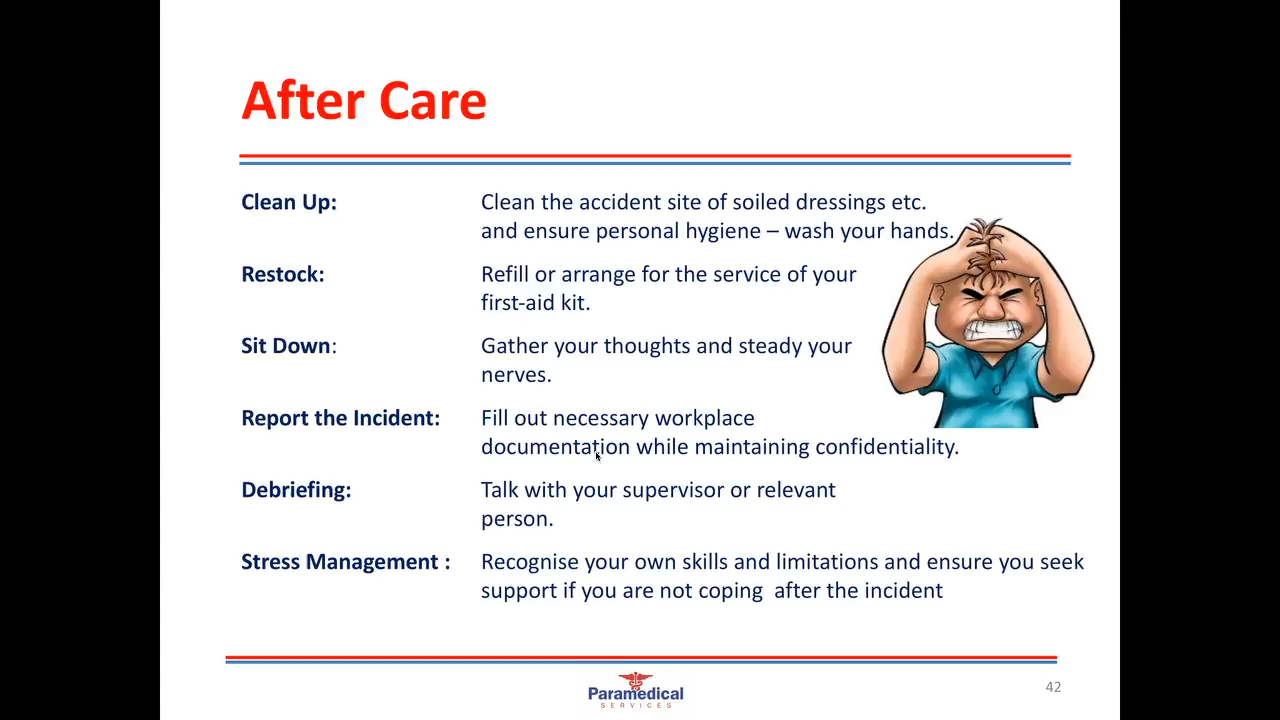 After Care
Clean Up: Clean the accident site of soiled dressings etc.
and ensure personal hygiene – wash your hands.
Restock: Refill or arrange for the service of your
first-aid kit.
Sit Down: Gather your thoughts and steady your
nerves.
Report the Incident: Fill out necessary workplace
documentation while maintaining confidentiality.
Debriefing: Talk with your supervisor or relevant
person.
Stress Management : Recognise your own skills and limitations and ensure you seek
support if you are not coping  after the incident
Paramedical
SERVICES
42